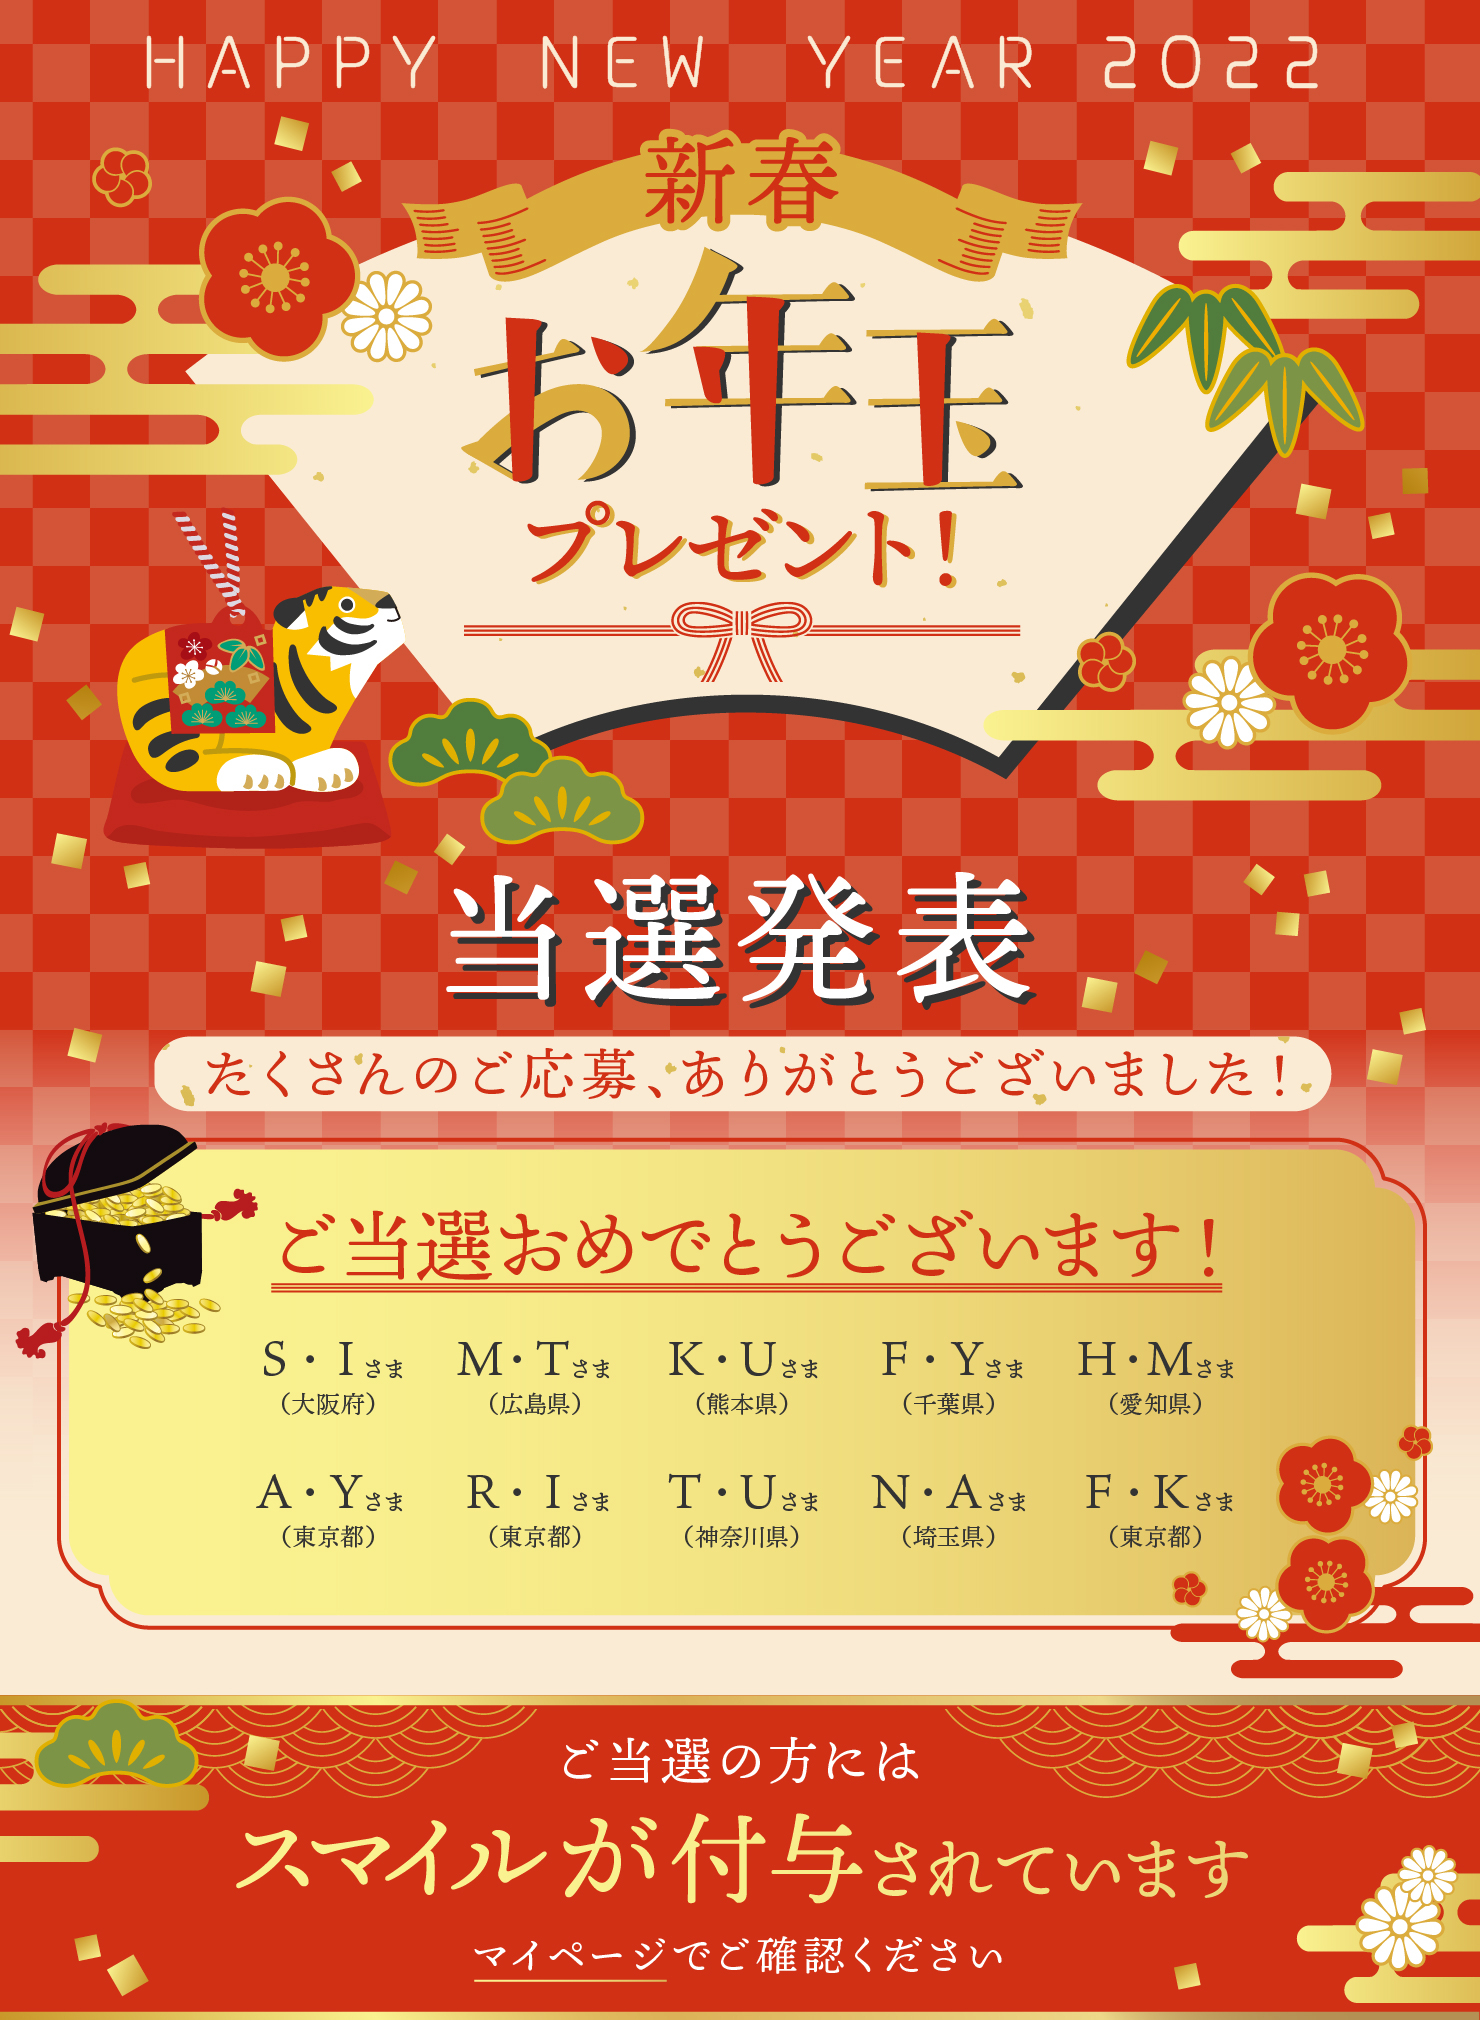 HAPPY NEW YEAR 2022
新春
お年玉
プレゼント！
当選発表
たくさんのご応募、ありがとうございました！
ご当選おめでとうございます！
S・Iさま M・Tさま K・Uさま F・Yさま H・Mさま
（大阪府） （広島県） （熊本県） （千葉県） （愛知県）
A・Yさま R・Iさま T・Uさま N・Aさま F・Kさま
（東京都） （東京都） （神奈川県） （埼玉県） （東京都）
ご当選の方には
スマイルが付与されています
マイページでご確認ください